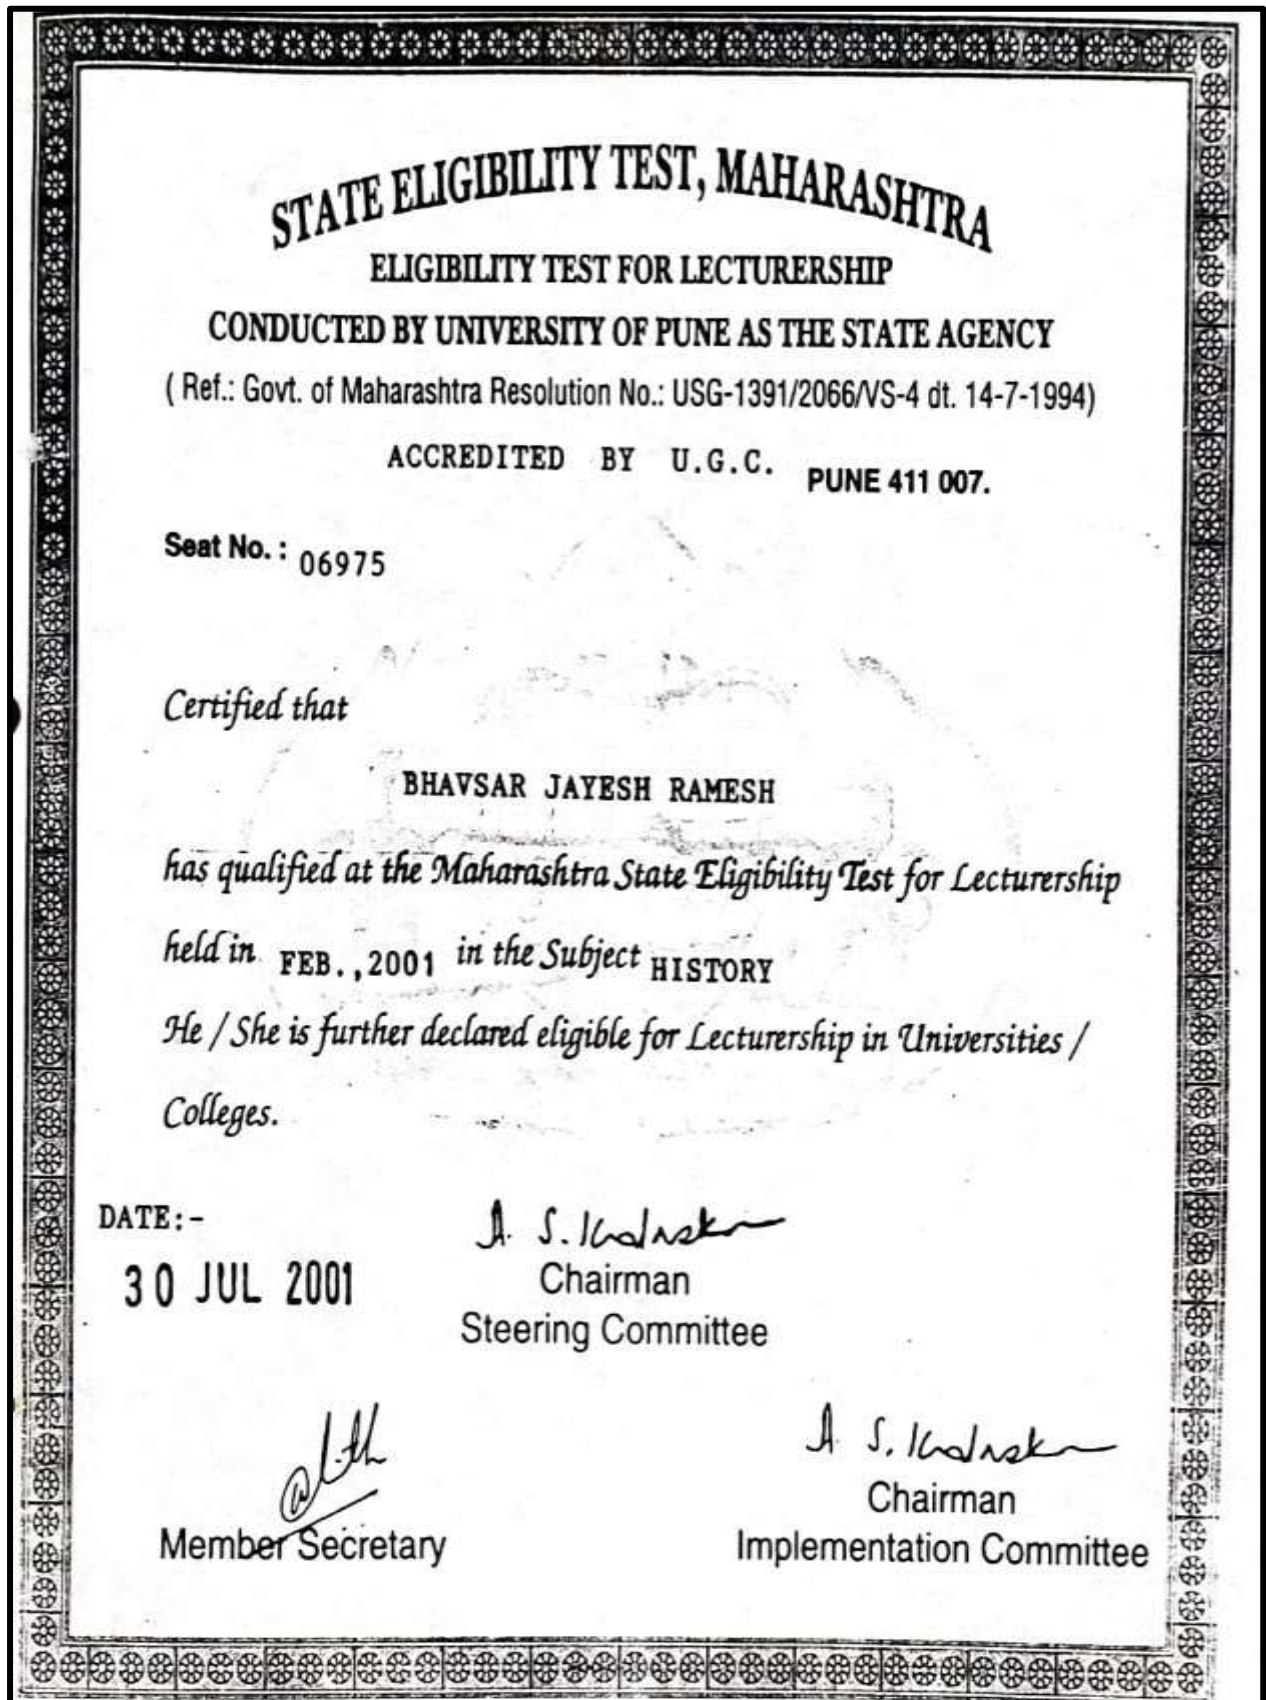 STATE ELIGIBILITY TEST, MAHARASHTRA
ELIGIBILITY TEST FOR LECTURERSHIP
CONDUCTED BY UNIVERSITY OF PUNE AS THE STATE AGENCY
( Ref.: Govt. of Maharashtra Resolution No.: USG-1391/2066/VS-4 dt. 14-7-1994)
ACCREDITED BY U.G.C. PUNE 411 007.
Seat No. : 06975
Certified that
BHAVSAR JAYESH RAMESH
has qualified at the Maharashtra State Eligibility Test for Lecturership
held in FEB.,2001 in the Subject HISTORY
He / She is further declared eligible for Lecturership in Universities /
Colleges.
DATE:-
30 JUL 2001
A. S.
Chairman
Steering Committee
A S.
Chairman
Implementation Committee
Member Secretary